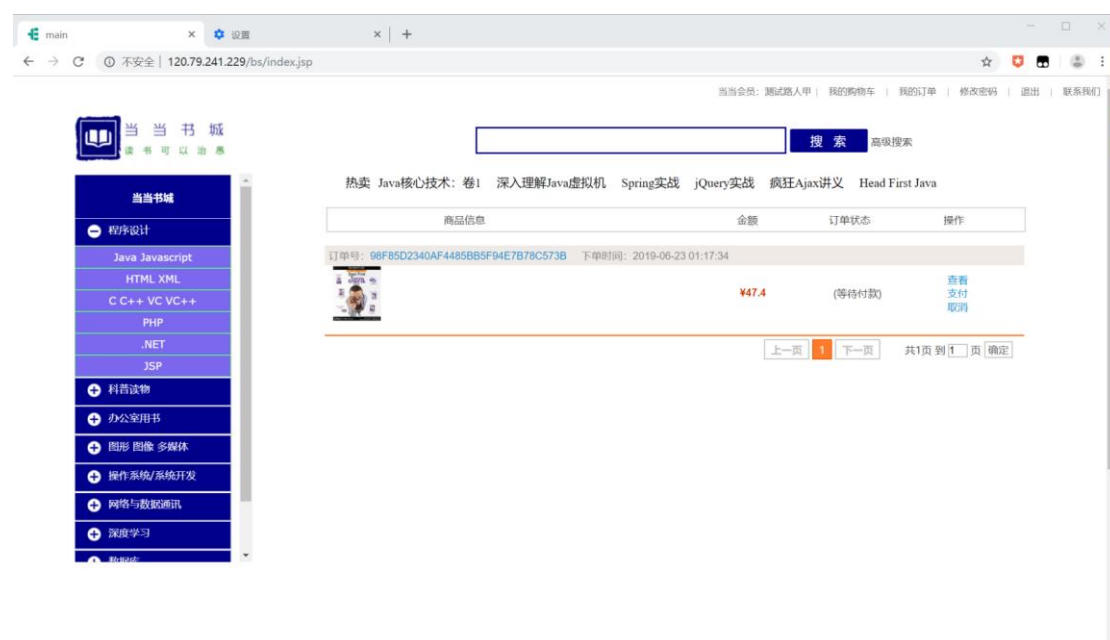 main 设置
不安全 | 120.79.241.229/bs/index.jsp
当当会员：测试路人甲 | 我的购物车 | 我的订单 | 修改密码 | 退出 | 联系我们
当当书城
读书可以治愚
搜 索 高级搜索
热卖 Java核心技术：卷1 深入理解Java虚拟机 Spring实战 jQuery实战 疯狂Ajax讲义 Head First Java
当当书城
程序设计
Java Javascript
HTML XML
C C++ VC VC++
PHP
.NET
JSP
科普读物
办公室用书
图形 图像 多媒体
操作系统/系统开发
网络与数据通讯
深度学习
数据库
商品信息 金额 订单状态 操作
订单号：98F85D2340AF4485BB5F94E7B78C573B 下单时间：2019-06-23 01:17:34
¥47.4 (等待付款) 查看
支付
取消
上一页 1 下一页 共1页 到 1 页 确定